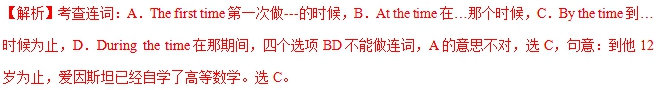 【解析】考查连词：A．The first time 第一次做---的时候，B．At the time 在…那个时候，C．By the time 到…
时候为止，D．During the time 在那期间，四个选项 BD 不能做连词，A 的意思不对，选 C，句意：到他 12
岁为止，爱因斯坦已经自学了高等数学。选 C。